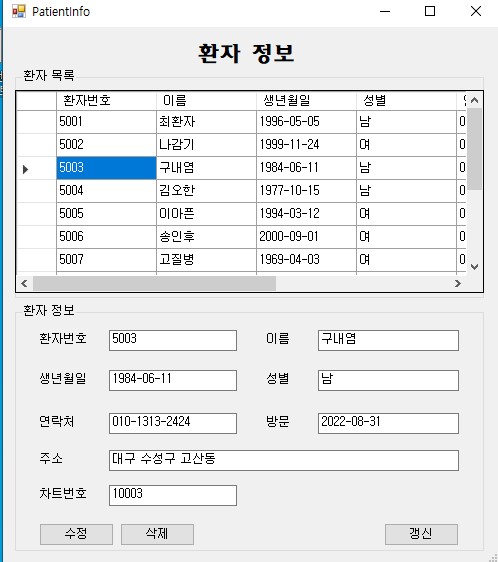 PatientInfo
환자 정보
환자 목록
환자번호 이름 생년월일 성별
5001 최환자 1996-05-05 남 0
5002 나감기 1999-11-24 여 0
5003 구내염 1984-06-11 남 0
5004 김오한 1977-10-15 남 0
5005 이아픈 1994-03-12 여 0
5006 송인후 2000-09-01 여 0
5007 고질병 1969-04-03 여 0
환자 정보
환자번호 5003 이름 구내염
생년월일 1984-06-11 성별 남
연락처 010-1313-2424 방문 2022-08-31
주소 대구 수성구 고산동
차트번호 10003
수정 삭제 갱신